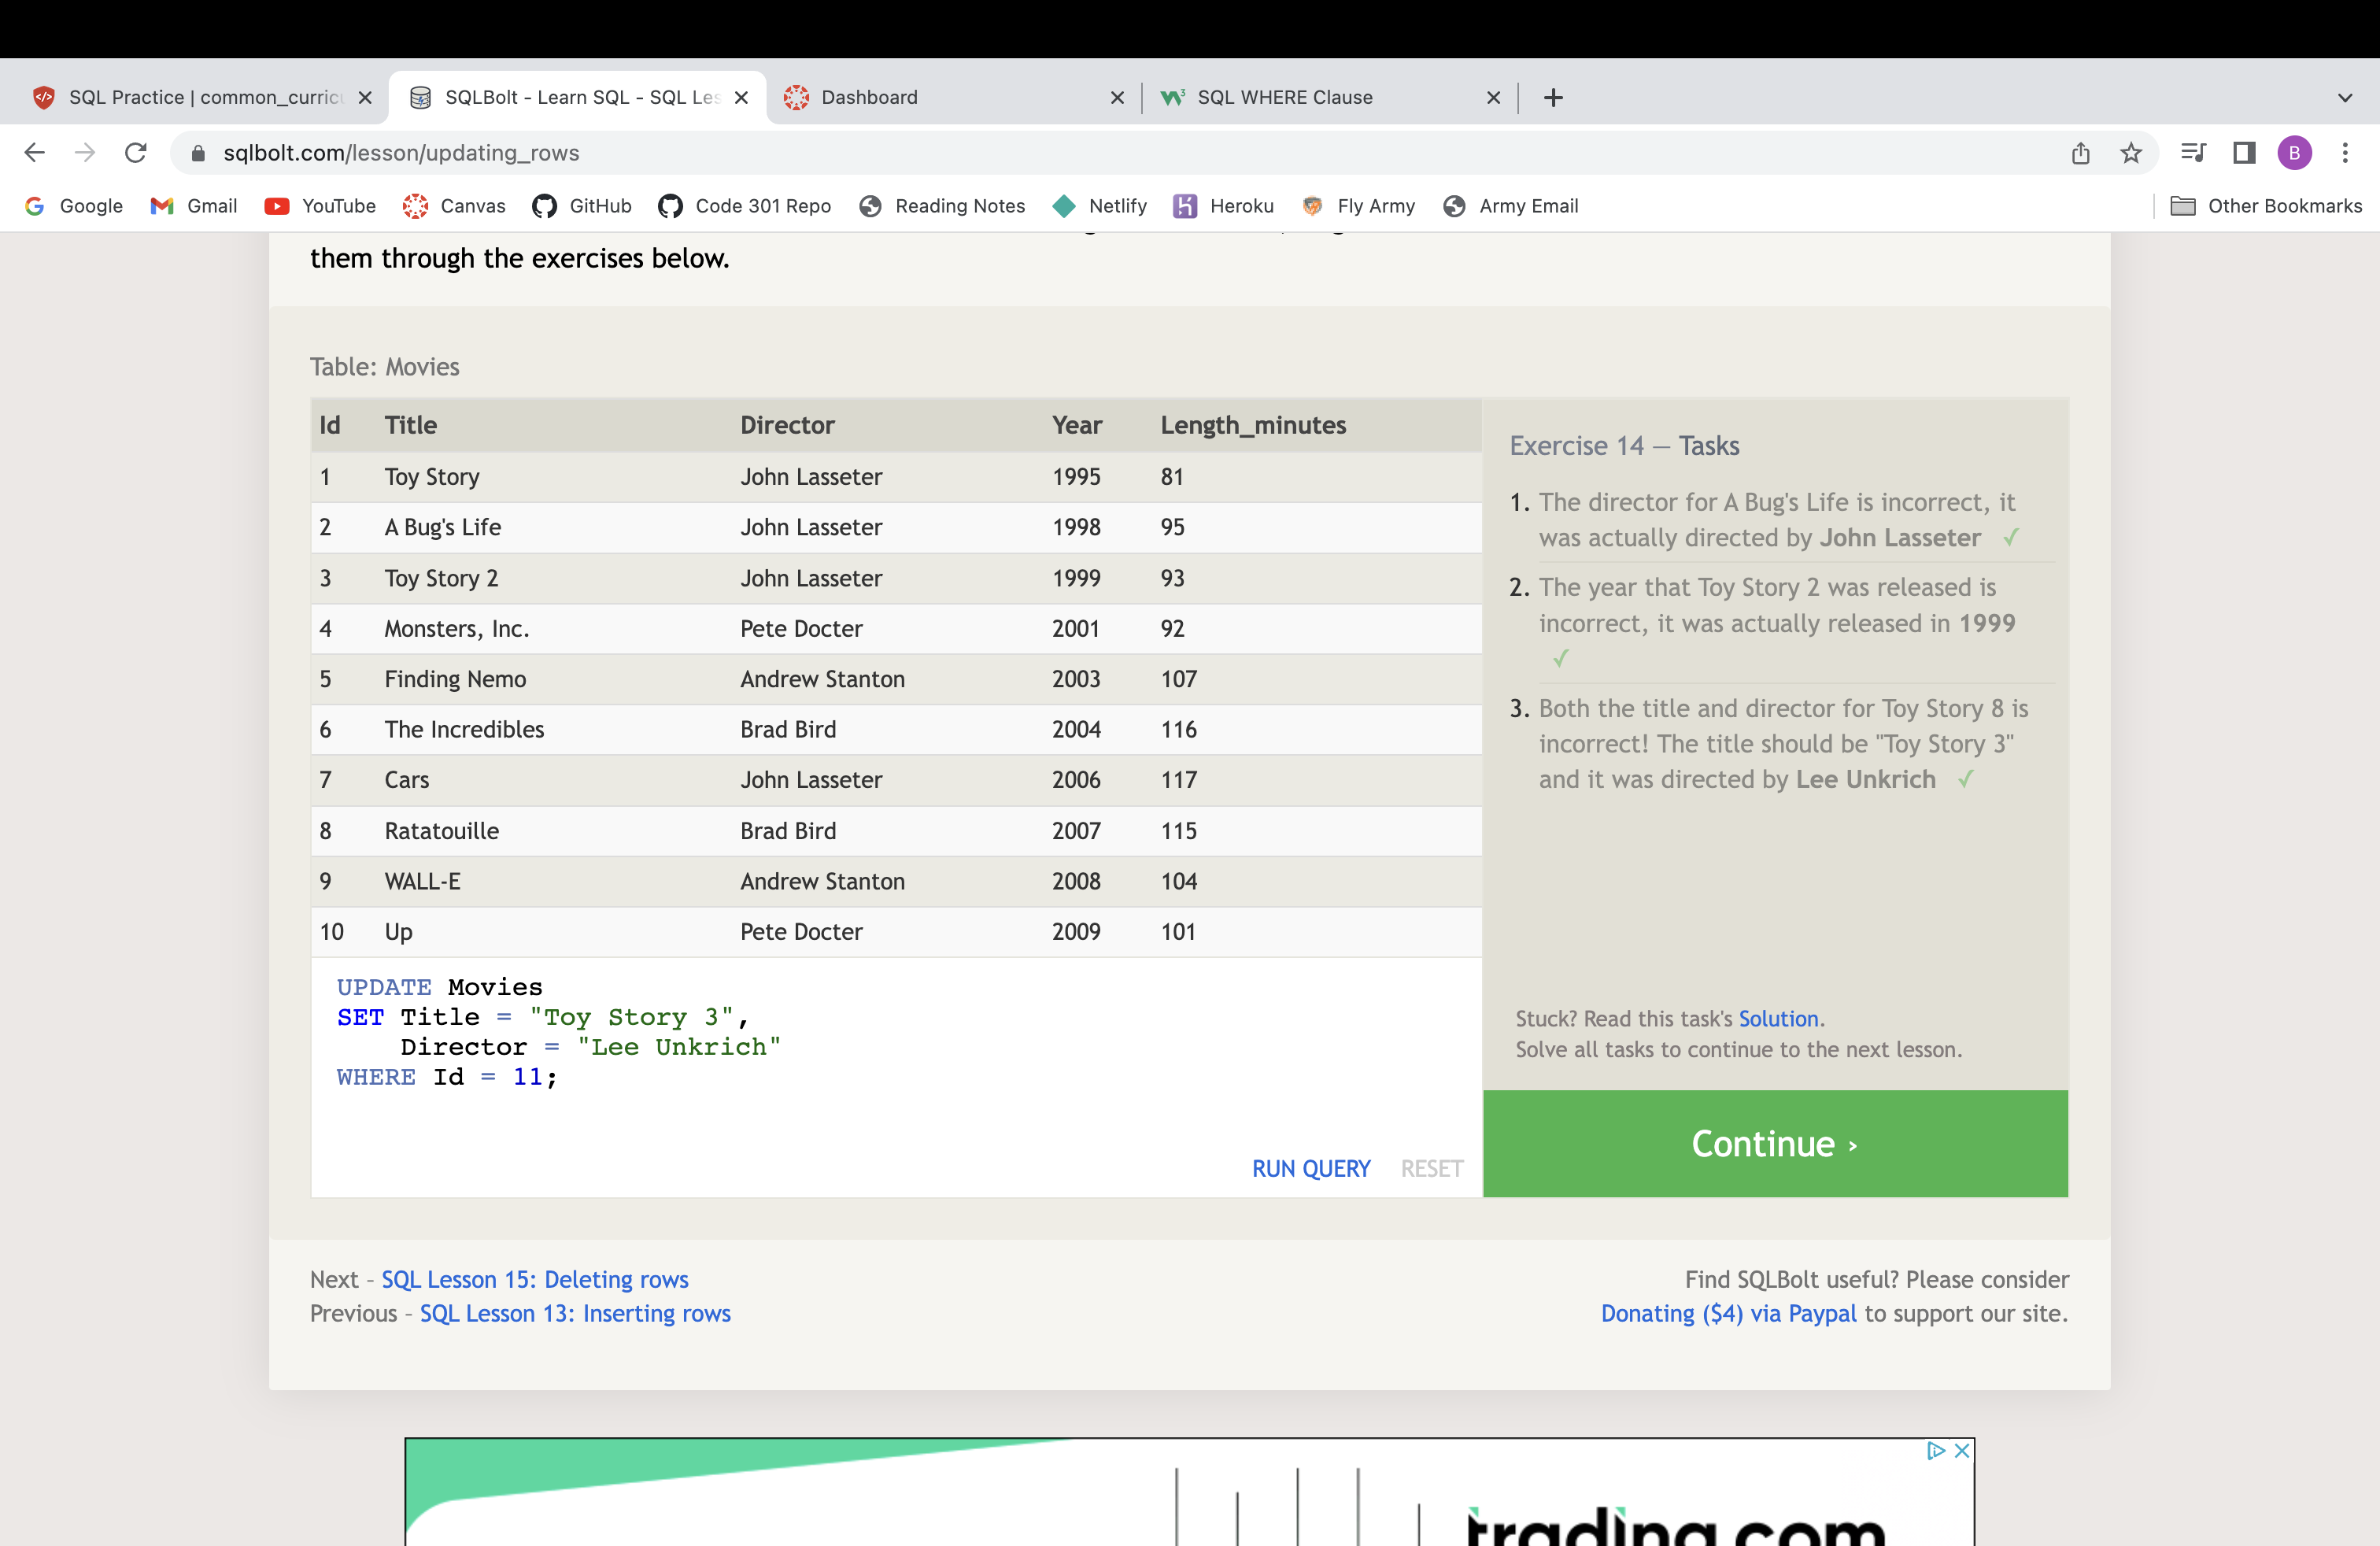 SQL Practice | common_curric
SQLBolt - Learn SQL - SQL Les
Dashboard
SQL WHERE Clause
sqlbolt.com/lesson/updating_rows
B
Google
Gmail
YouTube
Canvas
GitHub
Code 301 Repo
Reading Notes
Netlify
Heroku
Fly Army
Army Email
Other Bookmarks
them through the exercises below.
Table: Movies
Id Title Director Year Length_minutes
1 Toy Story John Lasseter 1995 81
2 A Bug's Life John Lasseter 1998 95
3 Toy Story 2 John Lasseter 1999 93
4 Monsters, Inc. Pete Docter 2001 92
5 Finding Nemo Andrew Stanton 2003 107
6 The Incredibles Brad Bird 2004 116
7 Cars John Lasseter 2006 117
8 Ratatouille Brad Bird 2007 115
9 WALL-E Andrew Stanton 2008 104
10 Up Pete Docter 2009 101
UPDATE Movies
SET Title = "Toy Story 3",
Director = "Lee Unkrich"
WHERE Id = 11;
RUN QUERY RESET
Exercise 14 — Tasks
1. The director for A Bug's Life is incorrect, it
was actually directed by John Lasseter ✓
2. The year that Toy Story 2 was released is
incorrect, it was actually released in 1999
✓
3. Both the title and director for Toy Story 8 is
incorrect! The title should be "Toy Story 3"
and it was directed by Lee Unkrich ✓
Stuck? Read this task's Solution.
Solve all tasks to continue to the next lesson.
Continue ›
Next – SQL Lesson 15: Deleting rows
Previous – SQL Lesson 13: Inserting rows
Find SQLBolt useful? Please consider
Donating ($4) via Paypal to support our site.
trading.com